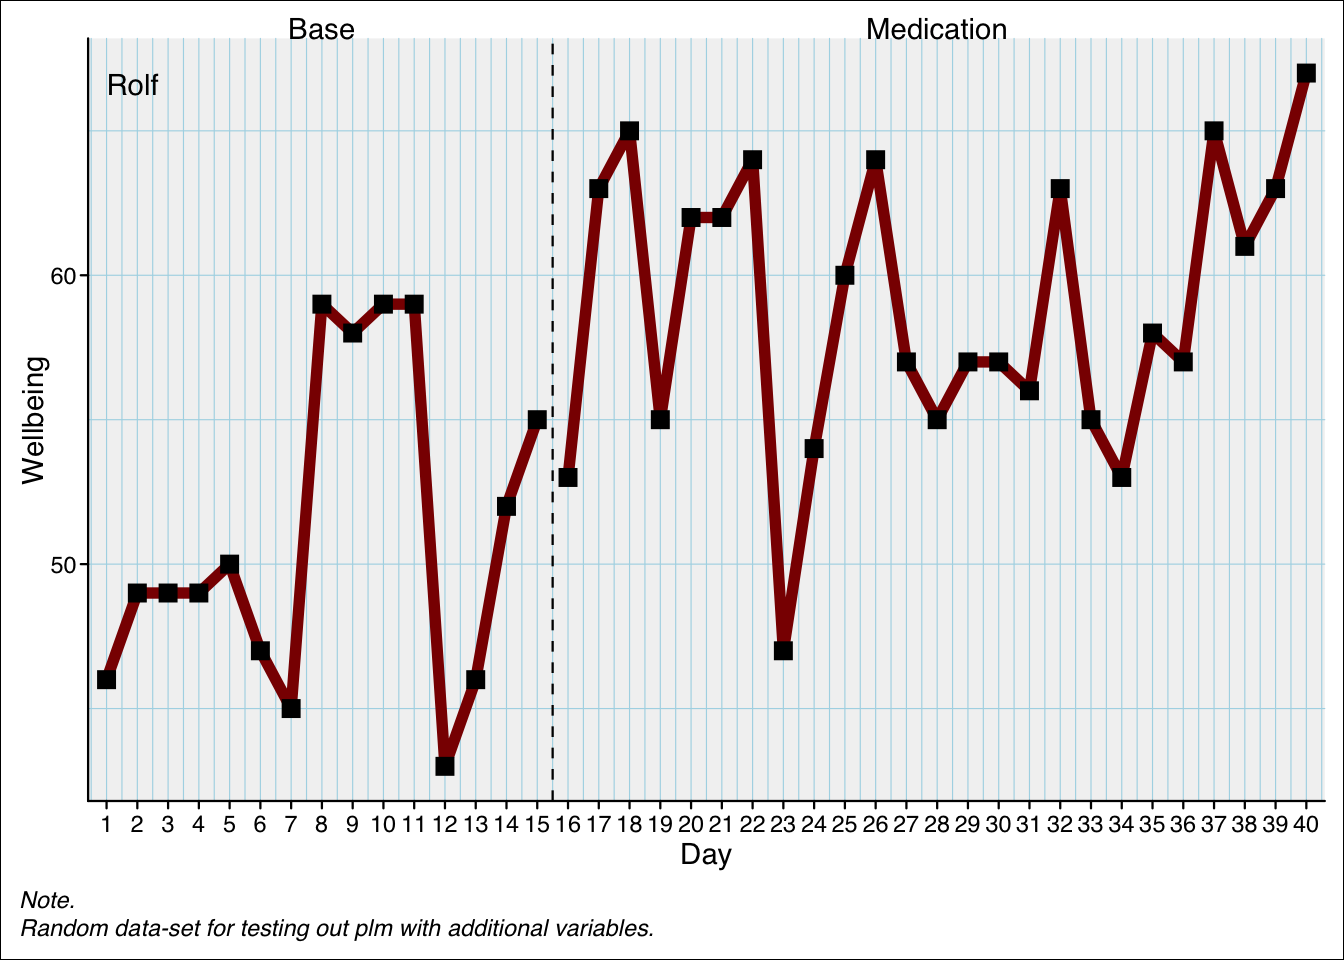 Base Medication
Rolf
60
50
Wellbeing
1 2 3 4 5 6 7 8 9 10 11 12 13 14 15 16 17 18 19 20 21 22 23 24 25 26 27 28 29 30 31 32 33 34 35 36 37 38 39 40
Day
Note.
Random data-set for testing out plm with additional variables.